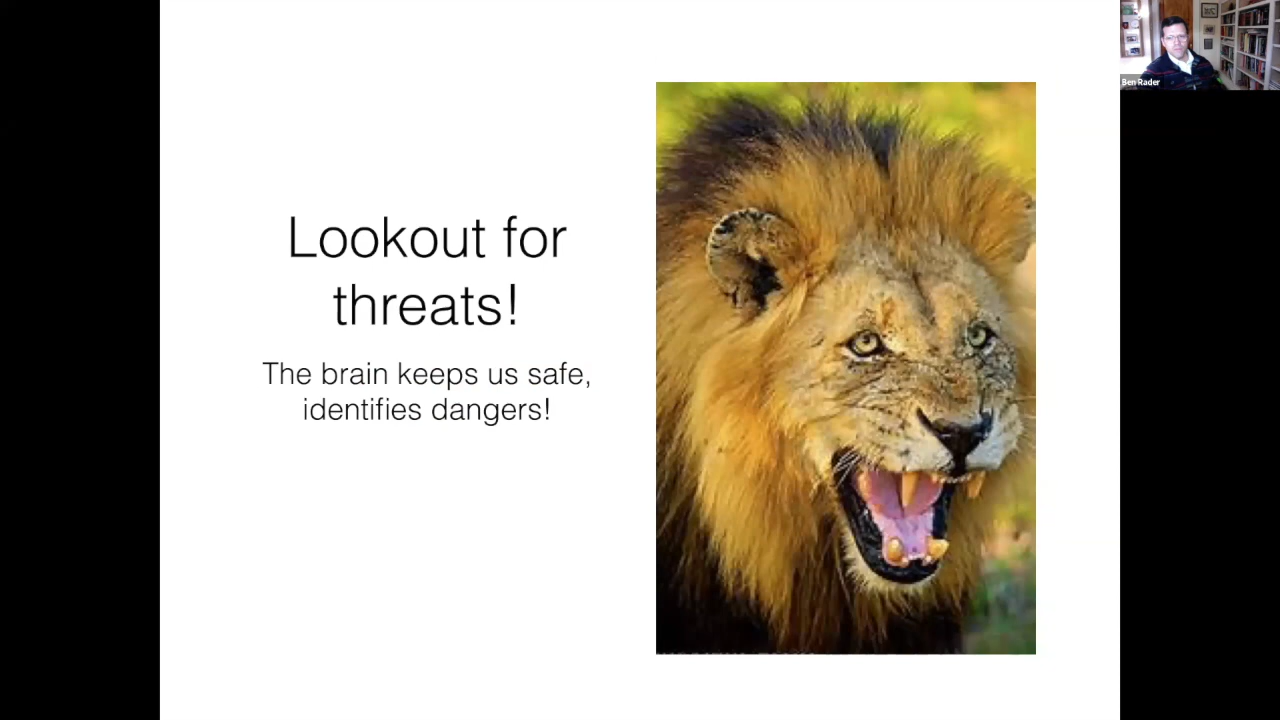 Lookout for
threats!
The brain keeps us safe,
identifies dangers!
Ben Rader